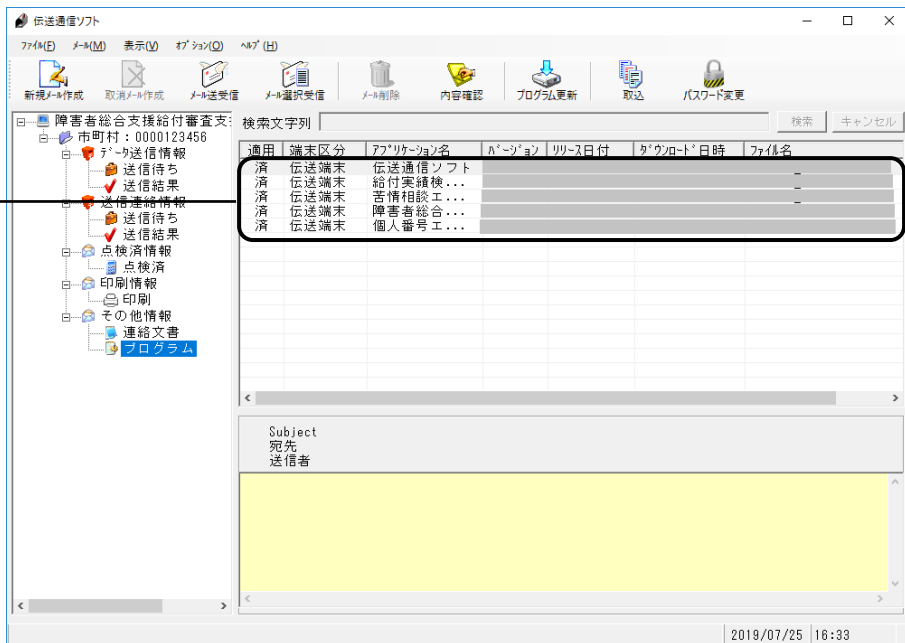 伝送通信ソフト
ﾌｧｲﾙ(F) ﾒｰﾙ(M) 表示(V) ｵﾌﾟｼｮﾝ(O) ﾍﾙﾌﾟ(H)
新規ﾒｰﾙ作成 取消ﾒｰﾙ作成 ﾒｰﾙ送受信 ﾒｰﾙ選択受信 ﾒｰﾙ削除 内容確認 ﾌﾟﾛｸﾞﾗﾑ更新 取込 ﾊﾟｽﾜｰﾄﾞ変更
障害者総合支援給付審査支
市町村：0000123456
ﾃﾞｰﾀ送信情報
送信待ち
送信結果
送信連絡情報
送信待ち
送信結果
点検済情報
点検済
印刷情報
印刷
その他情報
連絡文書
プログラム
検索文字列 検索 キャンセル
適用 端末区分 ｱﾌﾟﾘｹｰｼｮﾝ名 ﾊﾞｰｼﾞｮﾝ ﾘﾘｰｽ日付 ﾀﾞｳﾝﾛｰﾄﾞ日時 ﾌｧｲﾙ名
済 伝送端末 伝送通信ソフト
済 伝送端末 給付実績検...
済 伝送端末 苦情相談エ...
済 伝送端末 障害者総合...
済 伝送端末 個人番号エ...
Subject
宛先
送信者
2019/07/25 16:33